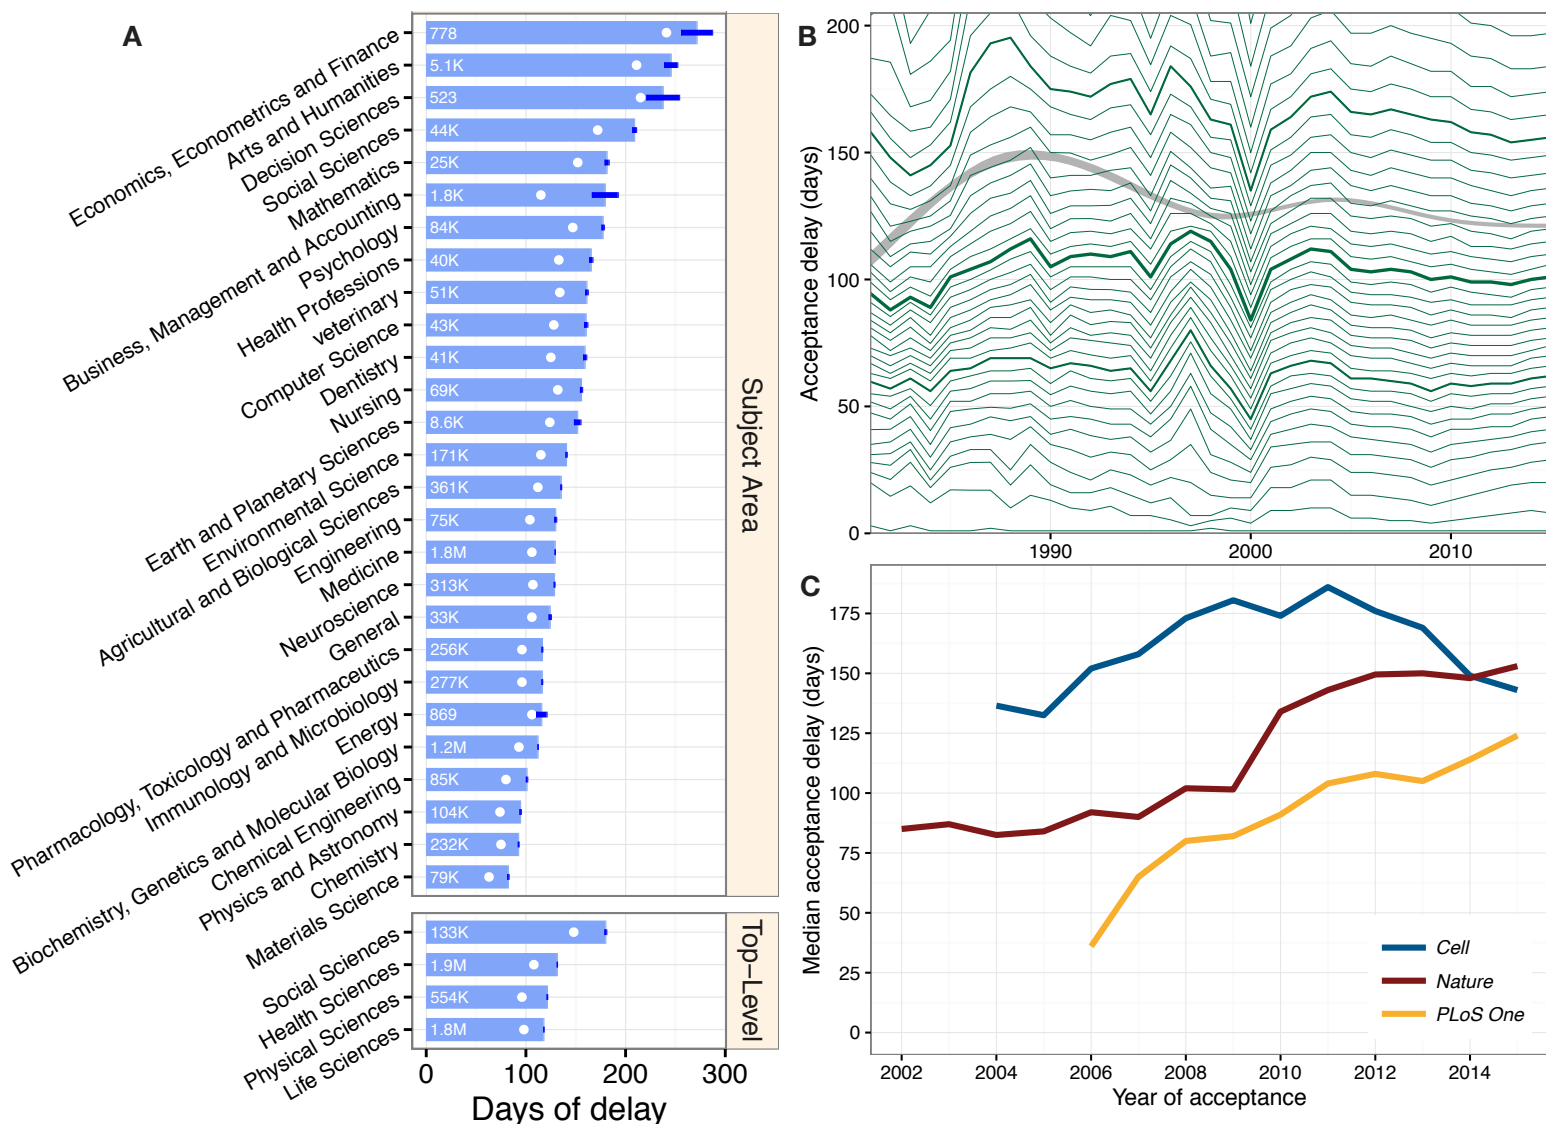 A
Economics, Econometrics and Finance
778
Arts and Humanities
5.1K
Decision Sciences
523
Social Sciences
44K
Mathematics
25K
Business, Management and Accounting
1.8K
Psychology
84K
Health Professions
40K
veterinary
51K
Computer Science
43K
Dentistry
41K
Nursing
69K
Earth and Planetary Sciences
8.6K
Environmental Science
171K
Agricultural and Biological Sciences
361K
Engineering
75K
Medicine
1.8M
Neuroscience
313K
General
33K
Pharmacology, Toxicology and Pharmaceutics
256K
Immunology and Microbiology
277K
Energy
869
Biochemistry, Genetics and Molecular Biology
1.2M
Chemical Engineering
85K
Physics and Astronomy
104K
Chemistry
232K
Materials Science
79K
Subject Area
Social Sciences
133K
Health Sciences
1.9M
Physical Sciences
554K
Life Sciences
1.8M
Top−Level
0
100
200
300
Days of delay
B
Acceptance delay (days)
200
150
100
50
0
1990
2000
2010
C
Median acceptance delay (days)
175
150
125
100
75
50
25
0
Cell
Nature
PLoS One
2002
2004
2006
2008
2010
2012
2014
Year of acceptance